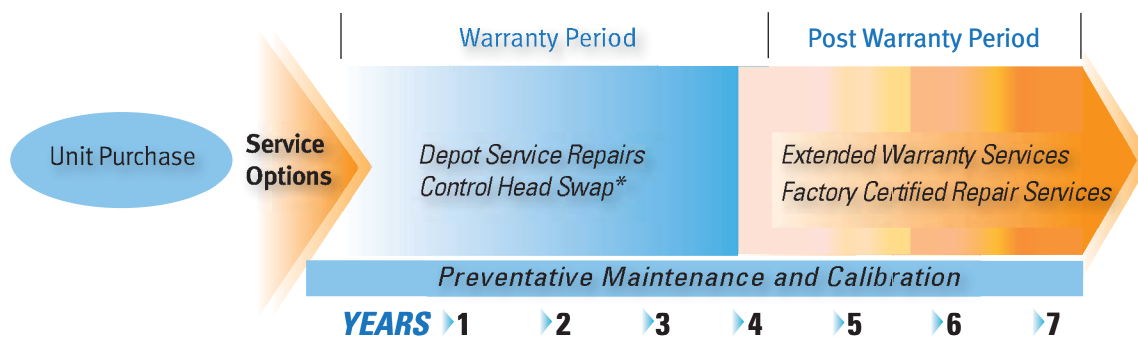 Warranty Period
Post Warranty Period
Unit Purchase
Service
Options
Depot Service Repairs
Control Head Swap*
Extended Warranty Services
Factory Certified Repair Services
Preventative Maintenance and Calibration
YEARS 1 2 3 4 5 6 7